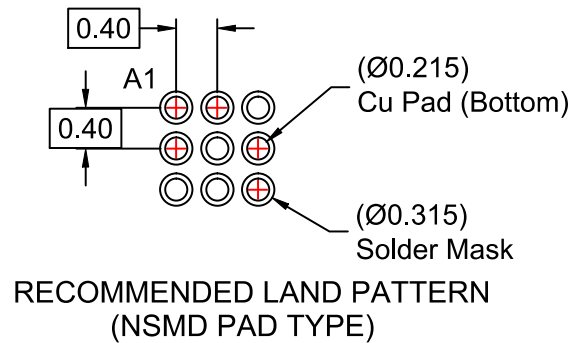 0.40
A1
0.40
(Ø0.215)
Cu Pad (Bottom)
(Ø0.315)
Solder Mask
RECOMMENDED LAND PATTERN
(NSMD PAD TYPE)